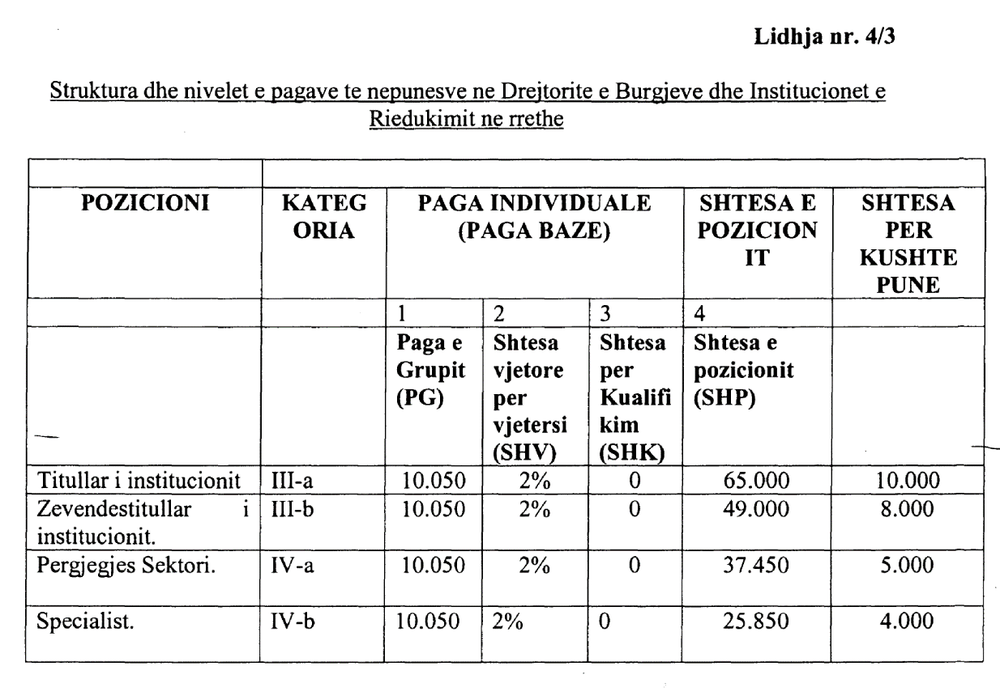 Lidhja nr. 4/3
Struktura dhe nivelet e pagave te nepunesve ne Drejtorite e Burgjeve dhe Institucionet e
Riedukimit ne rrethe
POZICIONI KATEG PAGA INDIVIDUALE SHTESA E SHTESA
ORIA (PAGA BAZE) POZICION PER
IT KUSHTE
PUNE
1 2 3 4
Paga e Shtesa Shtesa Shtesa e
Grupit vjetore per pozicionit
(PG) per Kualifi (SHP)
vjetersi kim
(SHV) (SHK)
Titullar i institucionit III-a 10.050 2% 0 65.000 10.000
Zevendestitullar i III-b 10.050 2% 0 49.000 8.000
institucionit.
Pergjegjes Sektori. IV-a 10.050 2% 0 37.450 5.000
Specialist. IV-b 10.050 2% 0 25.850 4.000